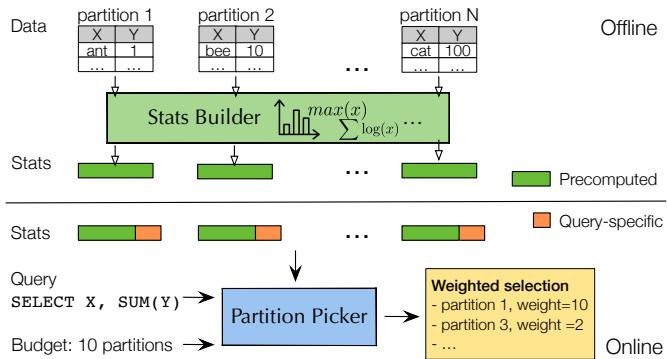 partition 1 partition 2 partition N
Data Offline
X Y X Y X Y
ant 1 bee 10 cat 100
... ... ... ... ... ... ...
Stats Builder max(x) ∑ log(x) ...
Stats ... Precomputed
Stats ... Query-specific
Query
SELECT X, SUM(Y)
Budget: 10 partitions
Partition Picker
Weighted selection
- partition 1, weight=10
- partition 3, weight =2
- ...
Online